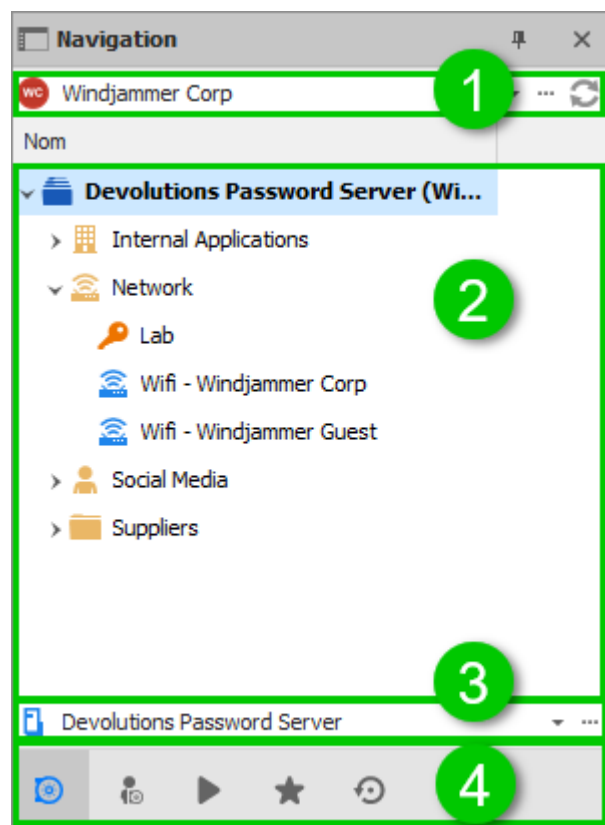 Navigation
WC Windjammer Corp 1
Nom
Devolutions Password Server (Wi...
Internal Applications
Network
2
Lab
Wifi - Windjammer Corp
Wifi - Windjammer Guest
Social Media
Suppliers
3
Devolutions Password Server
4